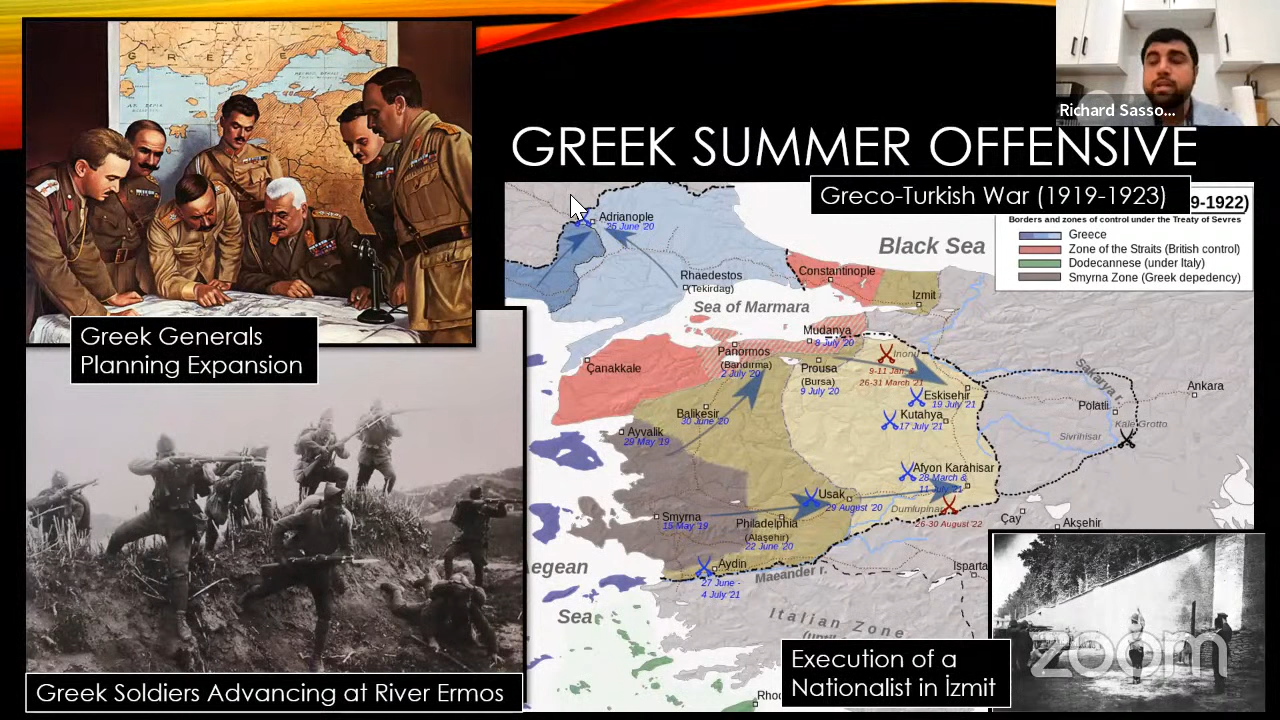 GREECE
Richard Sasso...
GREEK SUMMER OFFENSIVE
Greco-Turkish War (1919-1923)
9-1922)
Borders and zones of control under the Treaty of Sevres
Greece
Zone of the Straits (British control)
Dodecannese (under Italy)
Smyrna Zone (Greek depedency)
Greek Generals
Planning Expansion
Adrianople
25 June '20
Black Sea
Rhaedestos
(Tekirdag)
Constantinople
Izmit
Sea of Marmara
Mudanya
8 July '20
Panormos
(Bandırma)
2 July '20
Çanakkale
Prousa
(Bursa)
9 July '20
Inonu
9-11 Jan. &
26-31 March '21
Eskisehir
19 July '21
Kutahya
17 July '21
Sakarya r.
Ankara
Polatli
Kale Grotto
Sivrihisar
Balikesir
30 June '20
Ayvalik
29 May '19
Afyon Karahisar
28 March &
11 July '21
Usak
29 August '20
Dumlupinar
26-30 August '22
Smyrna
15 May '19
Philadelphia
(Alaşehir)
22 June '20
Çay
Akşehir
Aydin
27 June -
4 July '21
Maeander r.
Isparta
Aegean
Sea
Italian Zone
Rhod
Greek Soldiers Advancing at River Ermos
Execution of a
Nationalist in İzmit
zoom